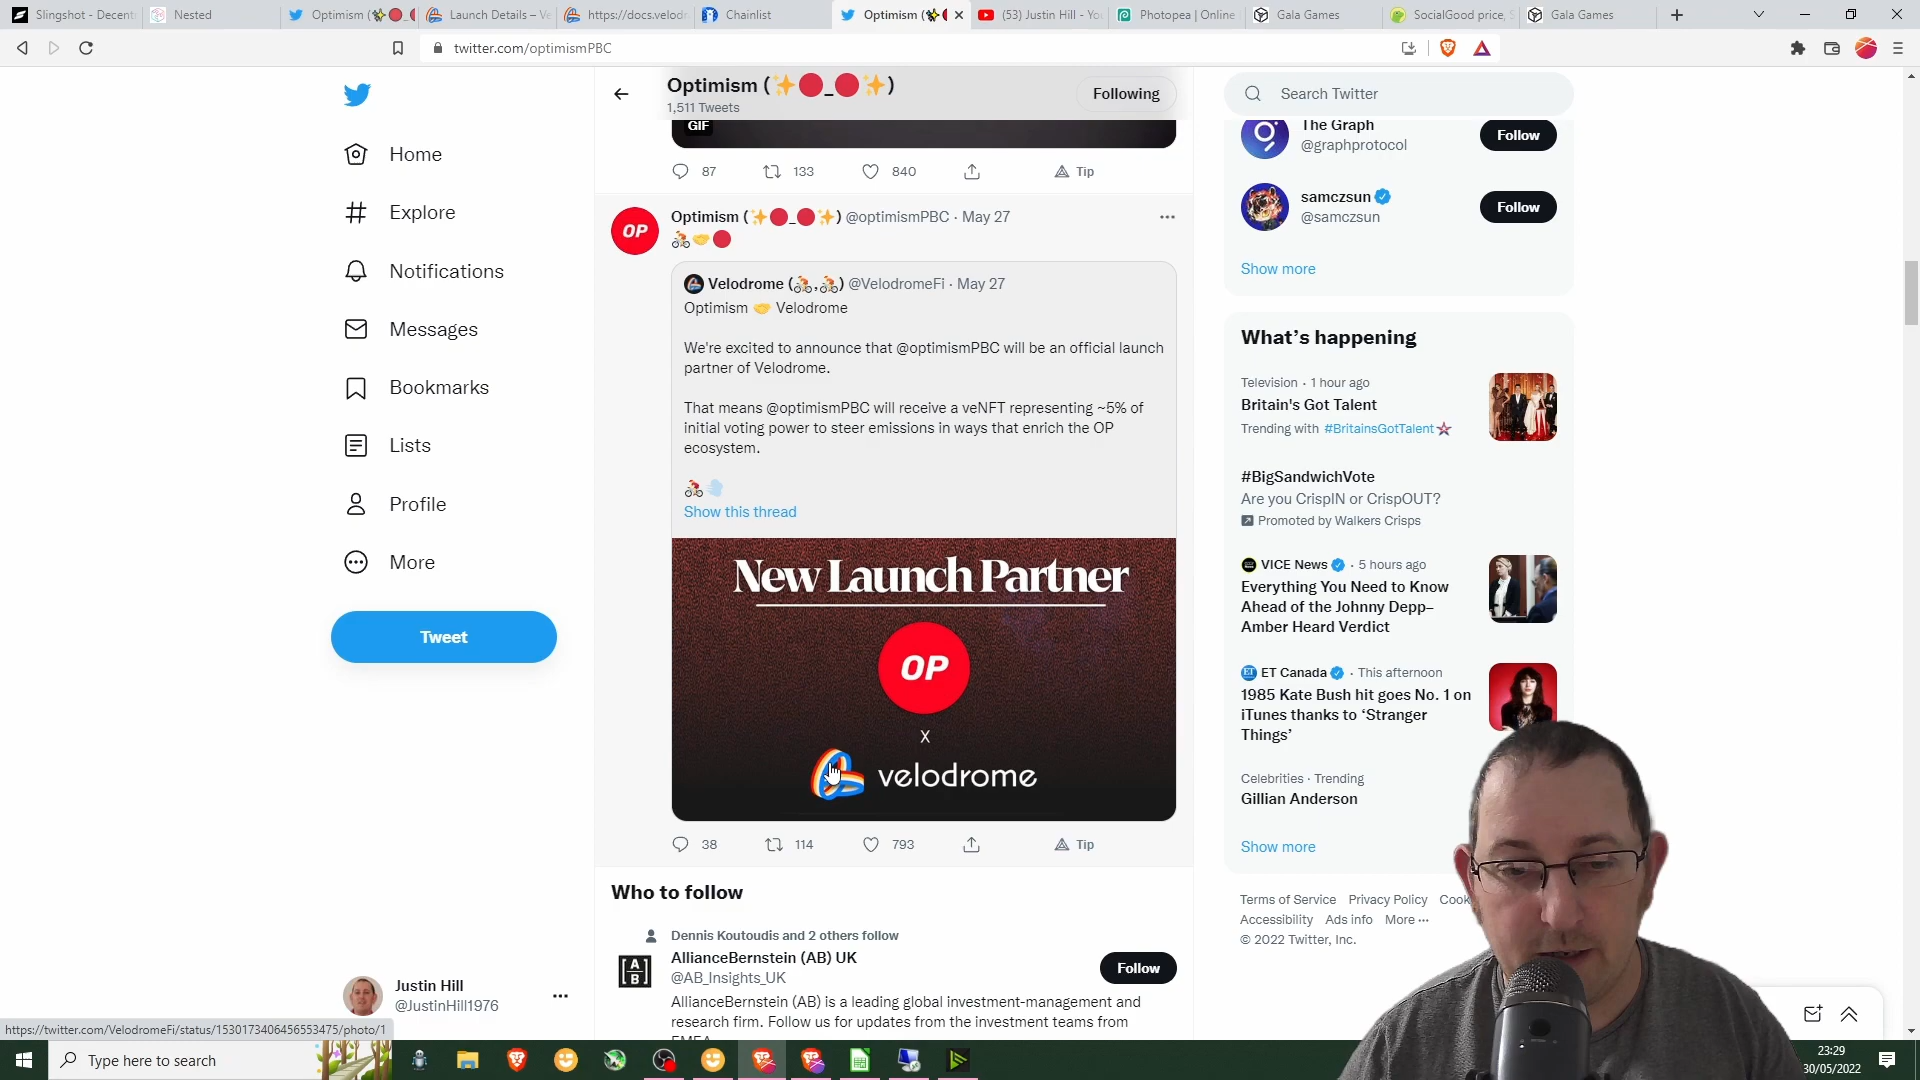 Slingshot - Decent
Nested
Optimism (✨🔴_
Launch Details – Ve
https://docs.velodr
Chainlist
Optimism (✨
(53) Justin Hill - You
Photopea | Online
Gala Games
SocialGood price, S
Gala Games
twitter.com/optimismPBC
Optimism (✨🔴_🔴✨)
1,511 Tweets
Following
Search Twitter
Home
Explore
Notifications
Messages
Bookmarks
Lists
Profile
More
Tweet
Justin Hill
@JustinHill1976
GIF
87
133
840
Tip
Optimism (✨🔴_🔴✨) @optimismPBC · May 27
🚴🤝🔴
Velodrome (🚴,🚴) @VelodromeFi · May 27
Optimism 🤝 Velodrome
We're excited to announce that @optimismPBC will be an official launch
partner of Velodrome.
That means @optimismPBC will receive a veNFT representing ~5% of
initial voting power to steer emissions in ways that enrich the OP
ecosystem.
🚴💨
Show this thread
New Launch Partner
OP
X
velodrome
38
114
793
Tip
Who to follow
Dennis Koutoudis and 2 others follow
AllianceBernstein (AB) UK
@AB_Insights_UK
Follow
AllianceBernstein (AB) is a leading global investment-management and
research firm. Follow us for updates from the investment teams from
EMEA
The Graph
@graphprotocol
Follow
samczsun
@samczsun
Follow
Show more
What's happening
Television · 1 hour ago
Britain's Got Talent
Trending with #BritainsGotTalent
#BigSandwichVote
Are you CrispIN or CrispOUT?
Promoted by Walkers Crisps
VICE News · 5 hours ago
Everything You Need to Know
Ahead of the Johnny Depp–
Amber Heard Verdict
ET Canada · This afternoon
1985 Kate Bush hit goes No. 1 on
iTunes thanks to ‘Stranger
Things’
Celebrities · Trending
Gillian Anderson
Show more
Terms of Service Privacy Policy Cook
Accessibility Ads info More ···
© 2022 Twitter, Inc.
https://twitter.com/VelodromeFi/status/1530173406456553475/photo/1
Type here to search
23:29
30/05/2022